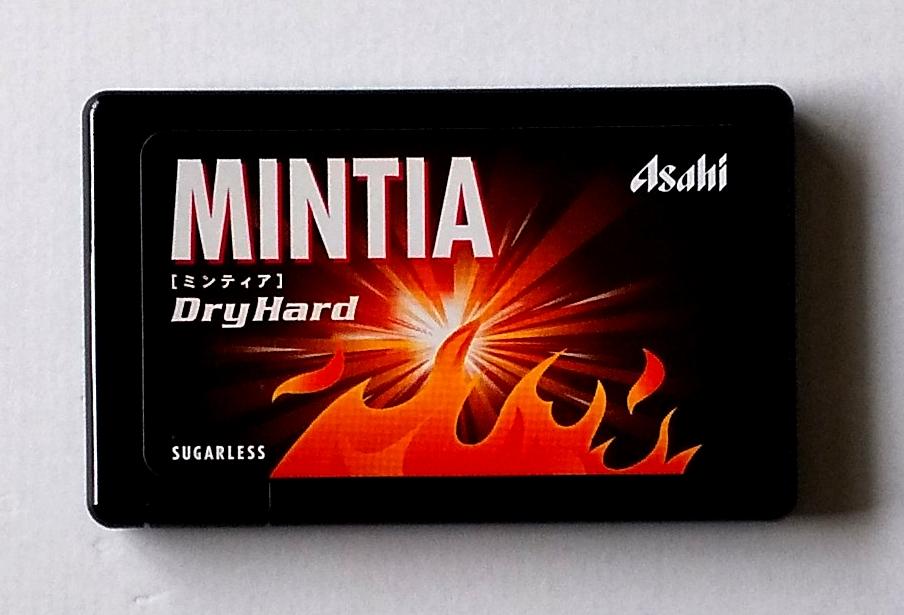 MINTIA
Asahi
[ミンティア]
DryHard
SUGARLESS